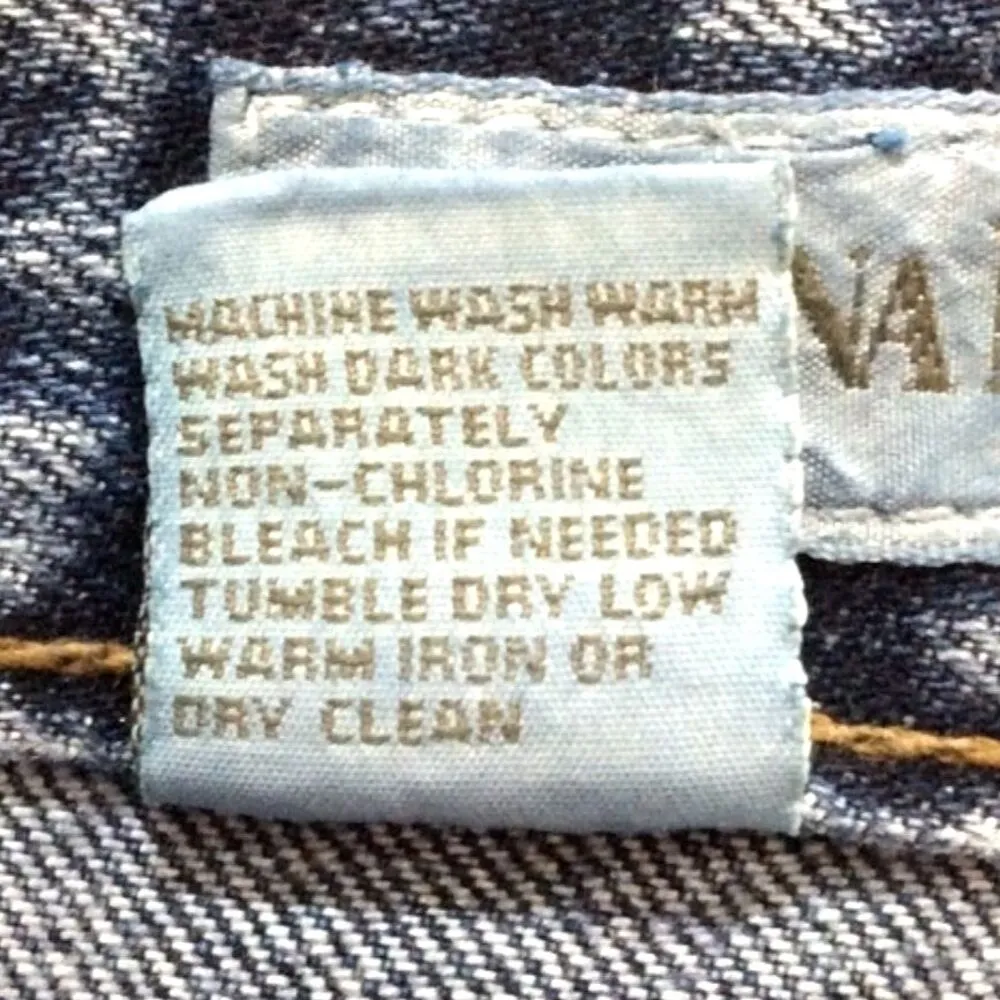 MACHINE WASH WARM
WASH DARK COLORS
SEPARATELY
NON-CHLORINE
BLEACH IF NEEDED
TUMBLE DRY LOW
WARM IRON OR
DRY CLEAN